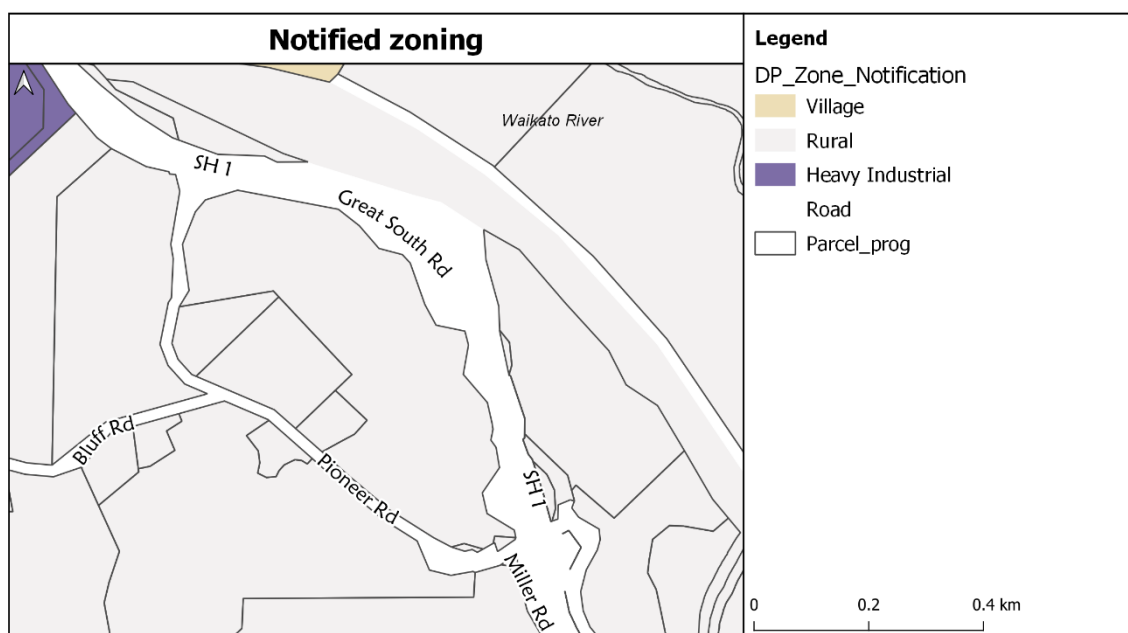 Notified zoning
Waikato River
SH 1
Great South Rd
Bluff Rd
Pioneer Rd
SH 1
Miller Rd
Legend
DP_Zone_Notification
Village
Rural
Heavy Industrial
Road
Parcel_prog
0 0.2 0.4 km